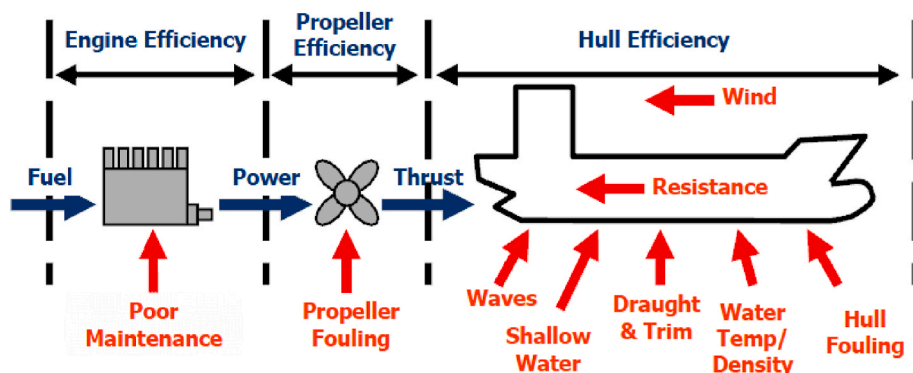 Engine Efficiency
Propeller
Efficiency
Hull Efficiency
Wind
Fuel
Power
Thrust
Resistance
Poor
Maintenance
Propeller
Fouling
Waves
Shallow
Water
Draught
& Trim
Water
Temp/
Density
Hull
Fouling